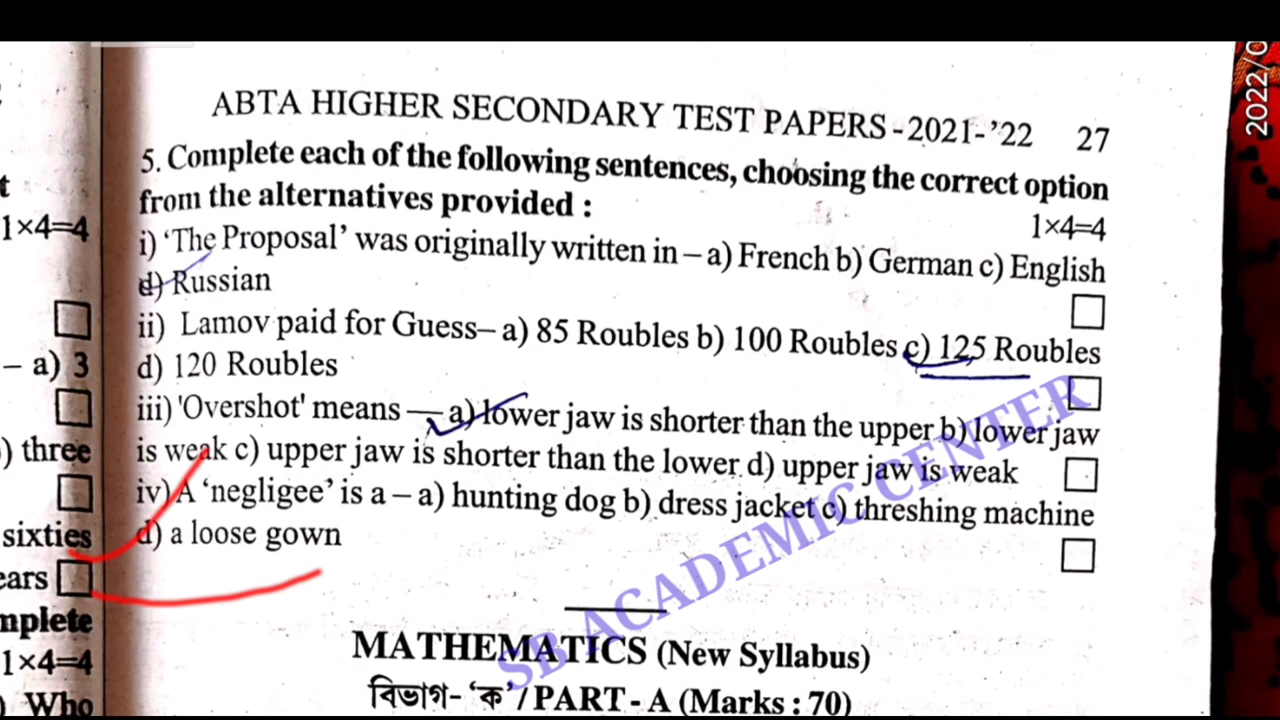 ABTA HIGHER SECONDARY TEST PAPERS - 2021-'22 27
5. Complete each of the following sentences, choosing the correct option
from the alternatives provided :
1×4=4
i) 'The Proposal' was originally written in – a) French b) German c) English
d) Russian
ii) Lamov paid for Guess– a) 85 Roubles b) 100 Roubles c) 125 Roubles
d) 120 Roubles
iii) 'Overshot' means — a) lower jaw is shorter than the upper b) lower jaw
is weak c) upper jaw is shorter than the lower d) upper jaw is weak
iv) A 'negligee' is a – a) hunting dog b) dress jacket c) threshing machine
d) a loose gown
MATHEMATICS (New Syllabus)
বিভাগ- 'ক' / PART - A (Marks : 70)
SB ACADEMIC CENTER
t
1×4=4
– a) 3
) three
sixties
ears
mplete
1×4=4
) Who
2022/0